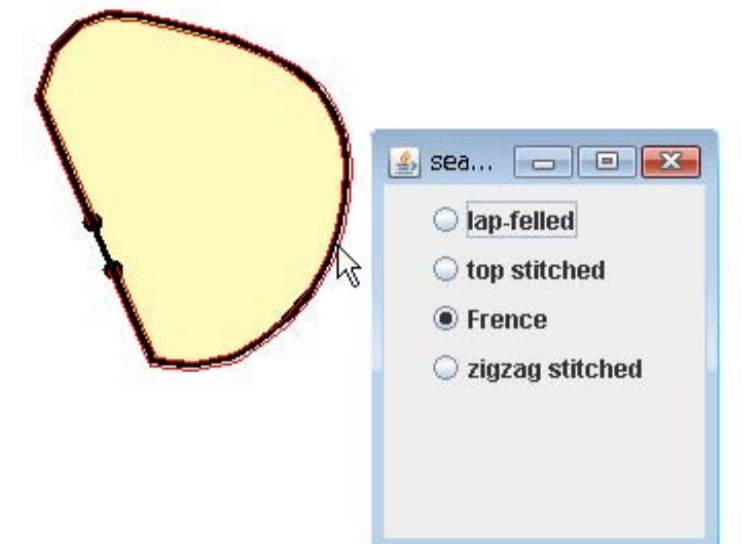 sea...
lap-felled
top stitched
Frence
zigzag stitched